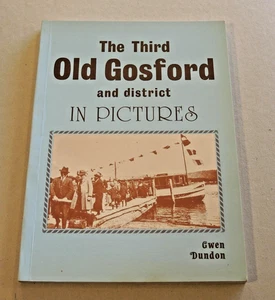 The Third
Old Gosford
and district
IN PICTURES
Gwen
Dundon